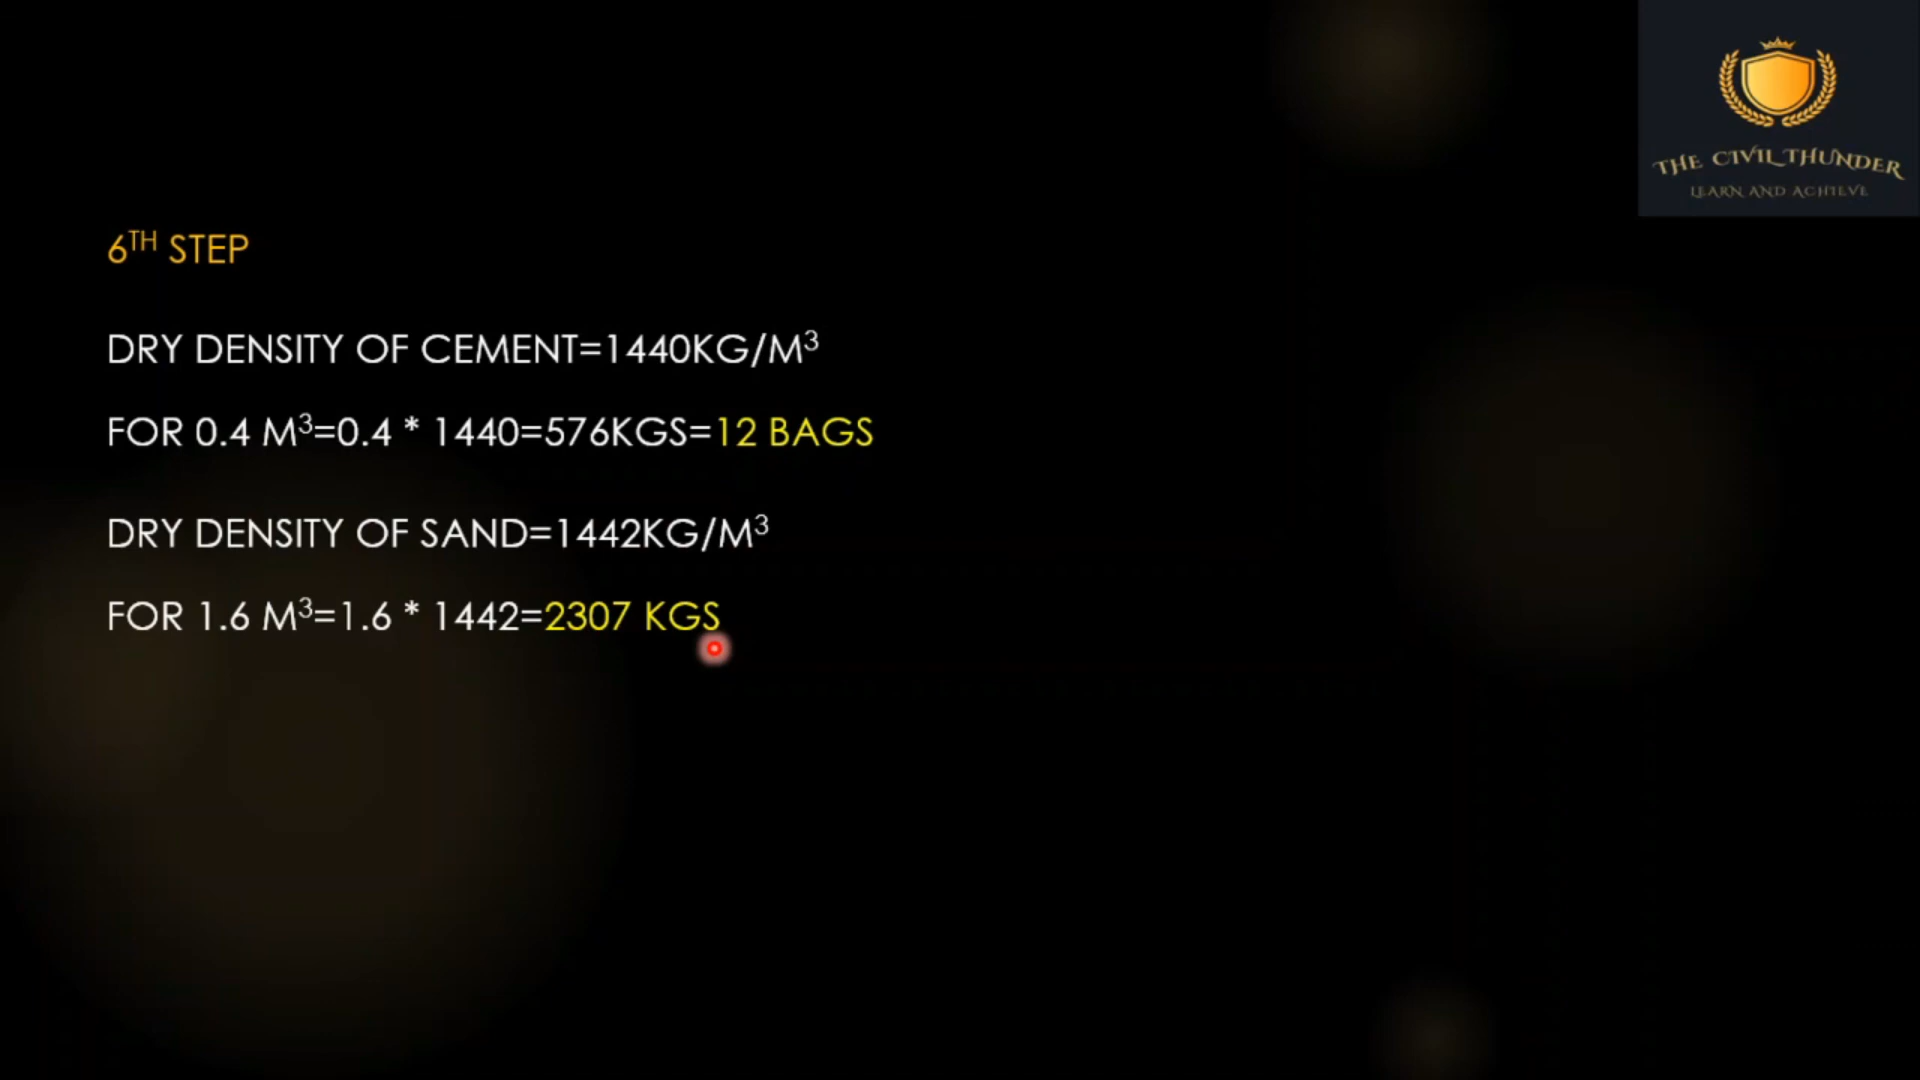 THE CIVIL THUNDER
LEARN AND ACHIEVE
6TH STEP
DRY DENSITY OF CEMENT=1440KG/M3
FOR 0.4 M3=0.4 * 1440=576KGS=12 BAGS
DRY DENSITY OF SAND=1442KG/M3
FOR 1.6 M3=1.6 * 1442=2307 KGS